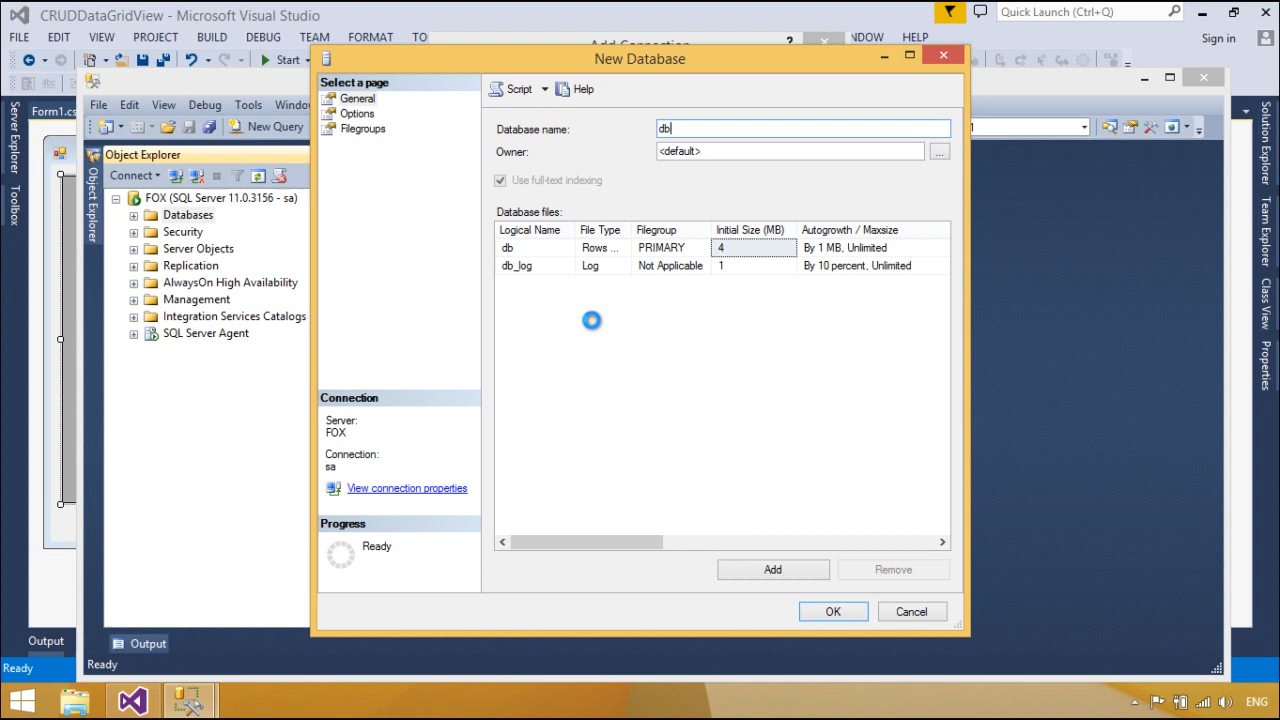 CRUDDataGridView - Microsoft Visual Studio
Quick Launch (Ctrl+Q)
FILE EDIT VIEW PROJECT BUILD DEBUG TEAM FORMAT TO
Add Connection
?
NDOW HELP
Sign in
Start
New Database
Select a page
General
Options
Filegroups
Script
Help
Database name:
db
Owner:
<default>
...
Use full-text indexing
Database files:
Logical Name File Type Filegroup Initial Size (MB) Autogrowth / Maxsize
db Rows ... PRIMARY 4 By 1 MB, Unlimited
db_log Log Not Applicable 1 By 10 percent, Unlimited
Connection
Server:
FOX
Connection:
sa
View connection properties
Progress
Ready
Add
Remove
OK
Cancel
File Edit View Debug Tools Window
New Query
Object Explorer
Connect
FOX (SQL Server 11.0.3156 - sa)
Databases
Security
Server Objects
Replication
AlwaysOn High Availability
Management
Integration Services Catalogs
SQL Server Agent
Output
Ready
Form1.cs
Server Explorer
Toolbox
Object Explorer
Solution Explorer
Team Explorer
Class View
Properties
Output
Ready
ENG